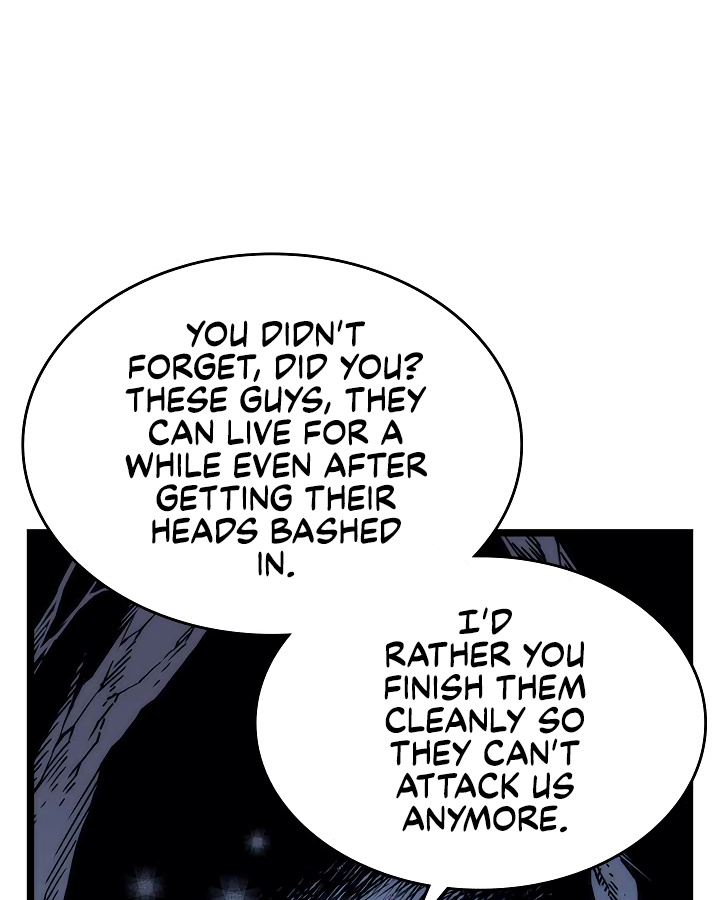 YOU DIDN'T
FORGET, DID YOU?
THESE GUYS, THEY
CAN LIVE FOR A
WHILE EVEN AFTER
GETTING THEIR
HEADS BASHED
IN.
I'D
RATHER YOU
FINISH THEM
CLEANLY SO
THEY CAN'T
ATTACK US
ANYMORE.